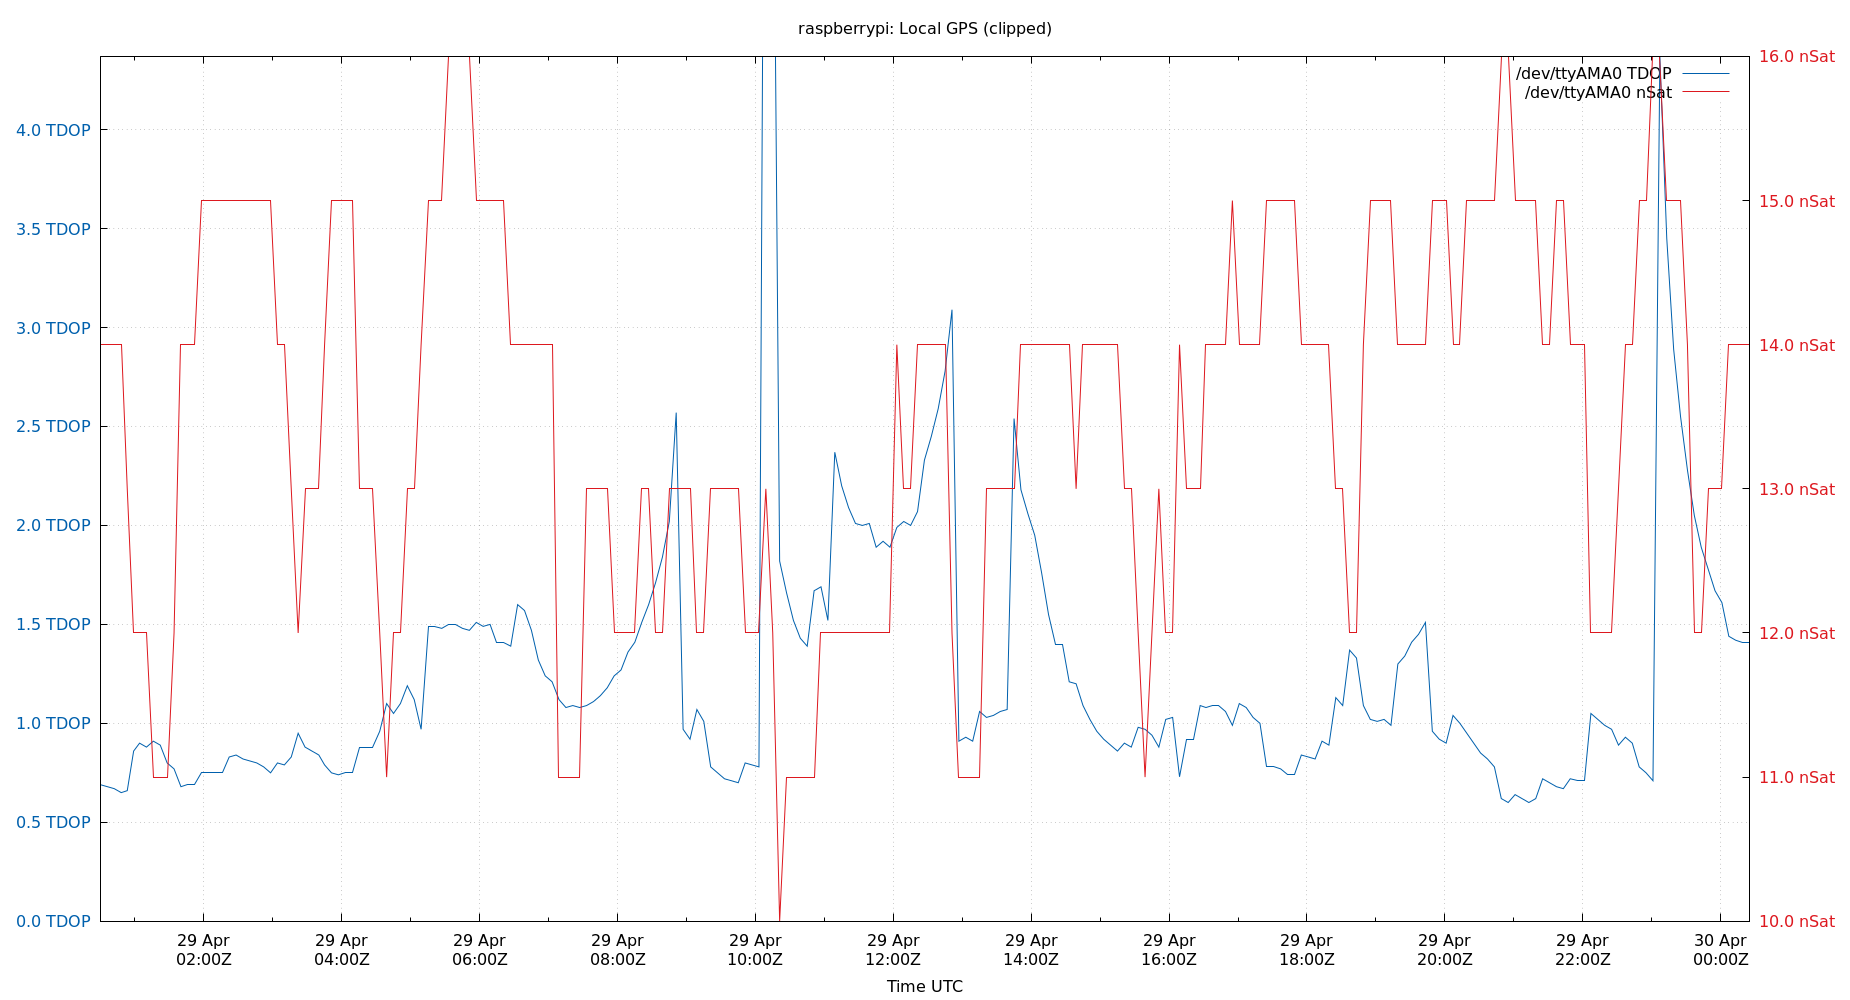 raspberrypi: Local GPS (clipped)
16.0 nSat
/dev/ttyAMA0 TDOP
/dev/ttyAMA0 nSat
4.0 TDOP
15.0 nSat
3.5 TDOP
3.0 TDOP
14.0 nSat
2.5 TDOP
13.0 nSat
2.0 TDOP
1.5 TDOP
12.0 nSat
1.0 TDOP
11.0 nSat
0.5 TDOP
0.0 TDOP
10.0 nSat
29 Apr 29 Apr 29 Apr 29 Apr 29 Apr 29 Apr 29 Apr 29 Apr 29 Apr 29 Apr 29 Apr 30 Apr
02:00Z 04:00Z 06:00Z 08:00Z 10:00Z 12:00Z 14:00Z 16:00Z 18:00Z 20:00Z 22:00Z 00:00Z
Time UTC